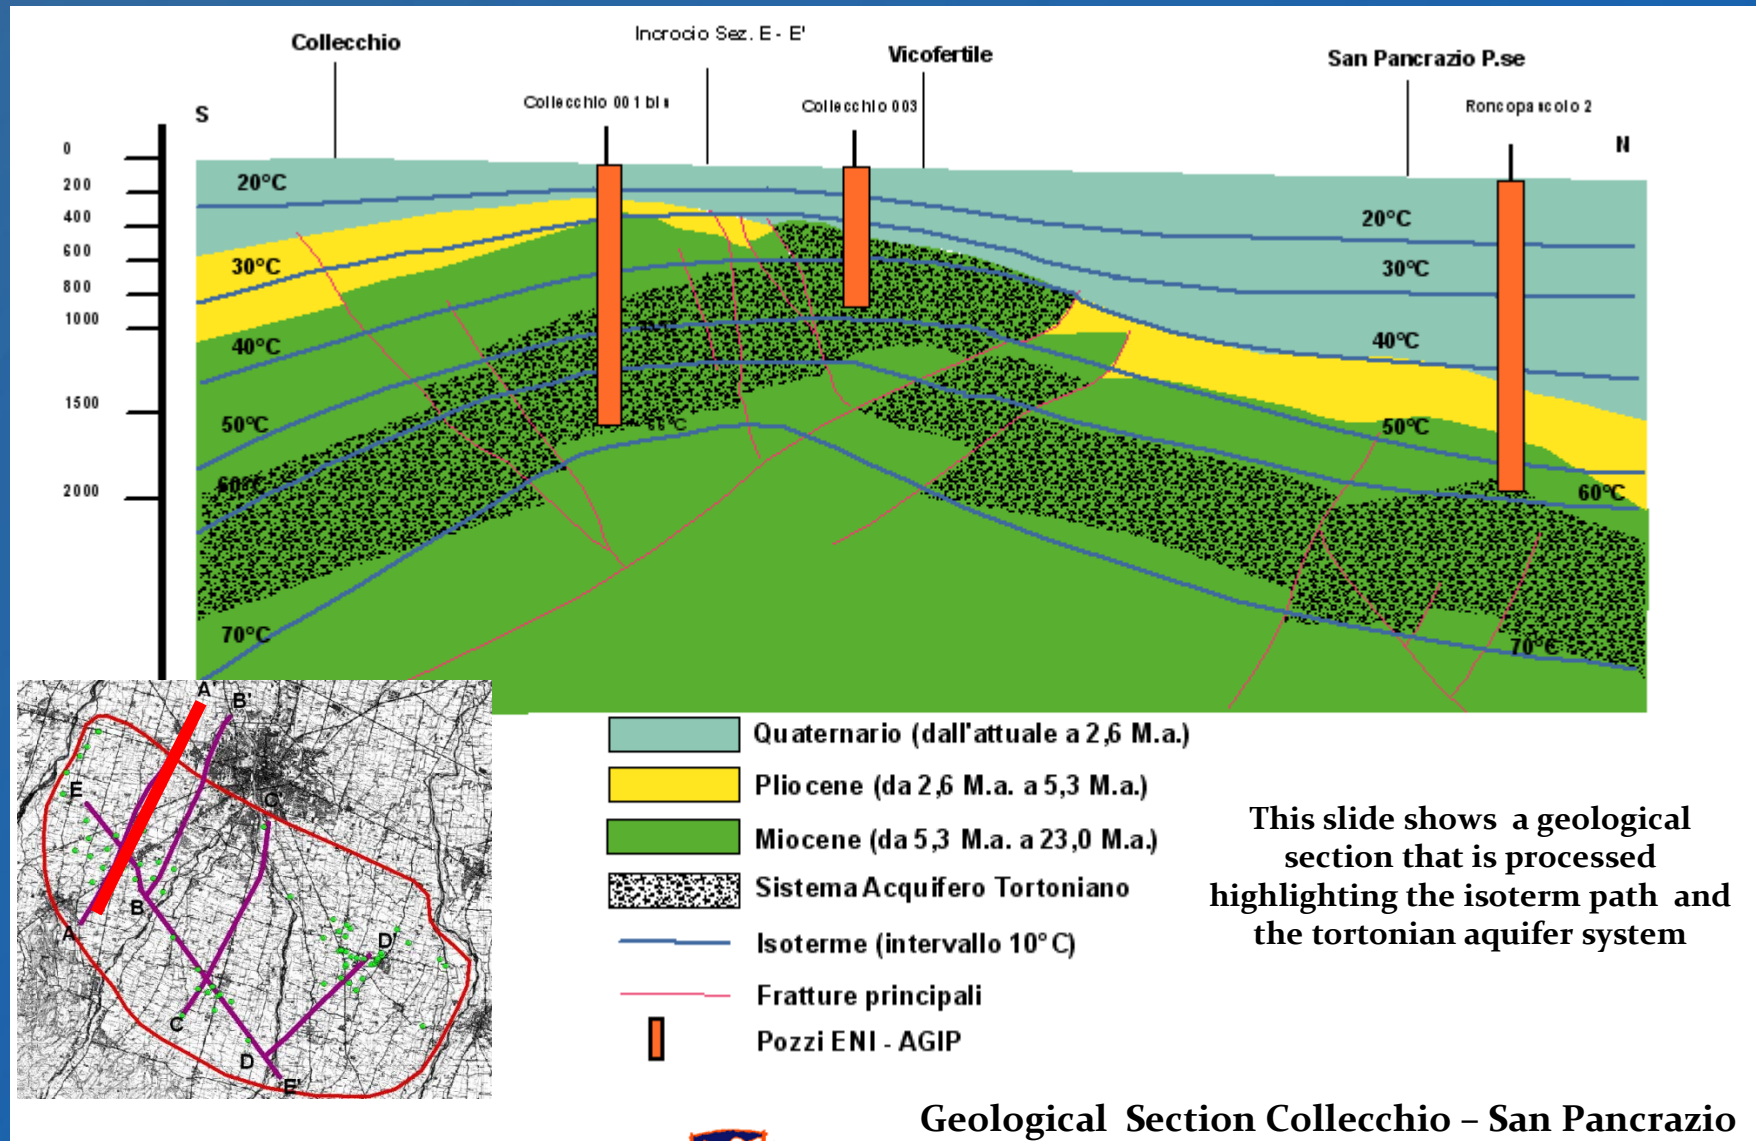 Collecchio
Incrocio Sez. E - E'
Vicofertile
San Pancrazio P.se
Collecchio 001 bis
Collecchio 003
Roncopascolo 2
S
N
0
200
400
600
800
1000
1500
2000
20°C
30°C
40°C
50°C
60°C
70°C
20°C
30°C
40°C
50°C
60°C
70°C
A'
B'
E
C'
B
A
D'
C
D
E'
Quaternario (dall'attuale a 2,6 M.a.)
Pliocene (da 2,6 M.a. a 5,3 M.a.)
Miocene (da 5,3 M.a. a 23,0 M.a.)
Sistema Acquifero Tortoniano
Isoterme (intervallo 10°C)
Fratture principali
Pozzi ENI - AGIP
This slide shows a geological
section that is processed
highlighting the isoterm path and
the tortonian aquifer system
Geological Section Collecchio – San Pancrazio